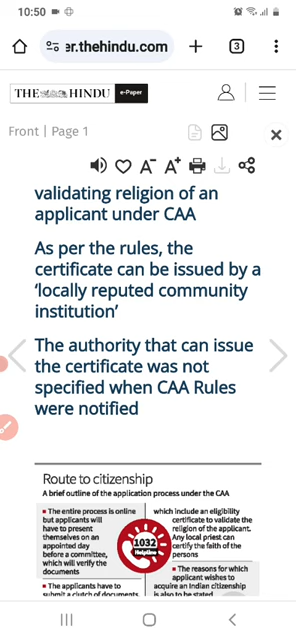 10:50
er.thehindu.com
3
THE HINDU e-Paper
Front | Page 1
A- A+
validating religion of an
applicant under CAA
As per the rules, the
certificate can be issued by a
‘locally reputed community
institution’
The authority that can issue
the certificate was not
specified when CAA Rules
were notified
Route to citizenship
A brief outline of the application process under the CAA
■ The entire process is online
but applicants will
have to present
themselves on an
appointed day
before a committee,
which will verify the
documents
■ The applicants have to
submit a clutch of documents
1032
Helpline
which include an eligibility
certificate to validate the
religion of the applicant.
Any local priest can
certify the faith of the
persons
■ The reasons for which
applicant wishes to
acquire an Indian citizenship
is also to be stated